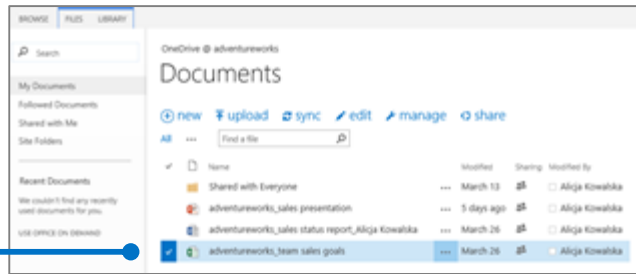 BROWSE FILES LIBRARY
Search
My Documents
Followed Documents
Shared with Me
Site Folders
Recent Documents
We couldn't find any recently
used documents for you.
USE OFFICE ON DEMAND
OneDrive @ adventureworks
Documents
new upload sync edit manage share
All ... Find a file
Name Modified Sharing Modified By
Shared with Everyone ... March 13 Alicja Kowalska
adventureworks_sales presentation ... 5 days ago Alicja Kowalska
adventureworks_sales status report_Alicja Kowalska ... March 26 Alicja Kowalska
adventureworks_team sales goals ... March 26 Alicja Kowalska